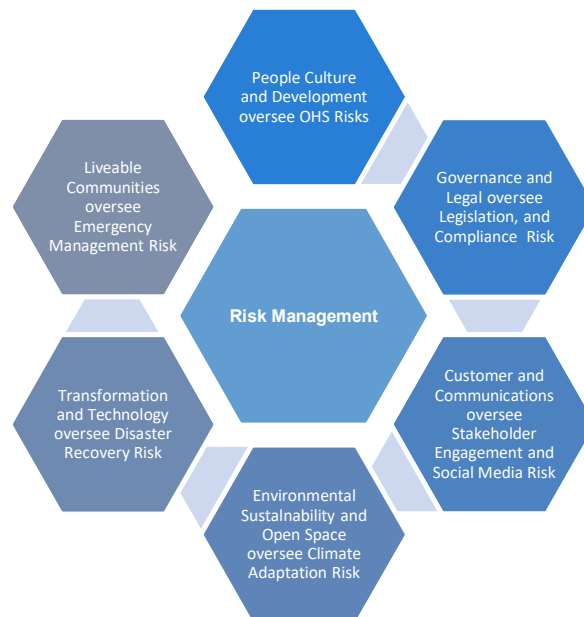 People Culture
and Development
oversee OHS Risks
Governance and
Legal oversee
Legislation, and
Compliance Risk
Customer and
Communications
oversee
Stakeholder
Engagement and
Social Media Risk
Environmental
Sustalnability and
Open Space
oversee Climate
Adaptation Risk
Transformation
and Technology
oversee Disaster
Recovery Risk
Liveable
Communities
oversee
Emergency
Management Risk
Risk Management